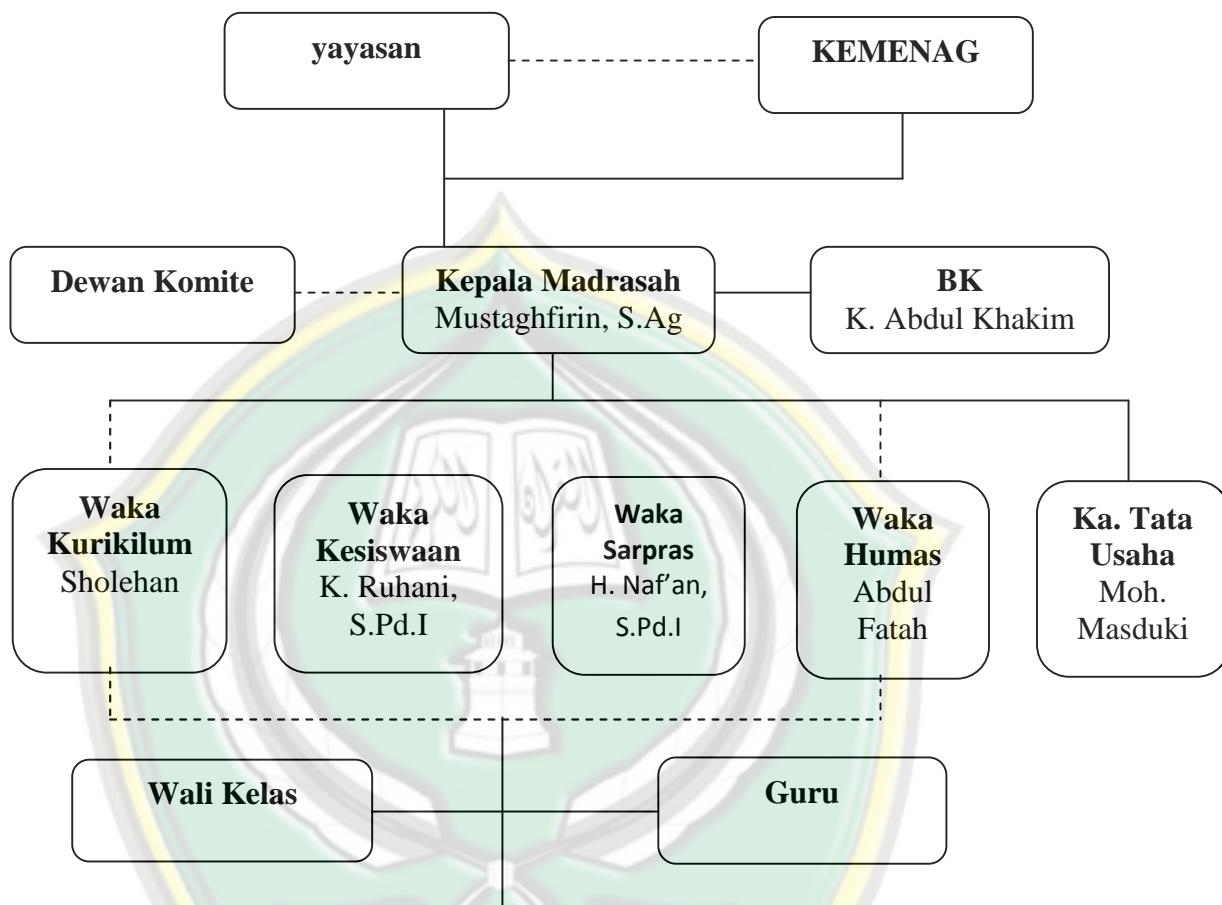 yayasan
KEMENAG
Dewan Komite
Kepala Madrasah
Mustaghfirin, S.Ag
BK
K. Abdul Khakim
Waka
Kurikilum
Sholehan
Waka
Kesiswaan
K. Ruhani,
S.Pd.I
Waka
Sarpras
H. Naf’an,
S.Pd.I
Waka
Humas
Abdul
Fatah
Ka. Tata
Usaha
Moh.
Masduki
Wali Kelas
Guru